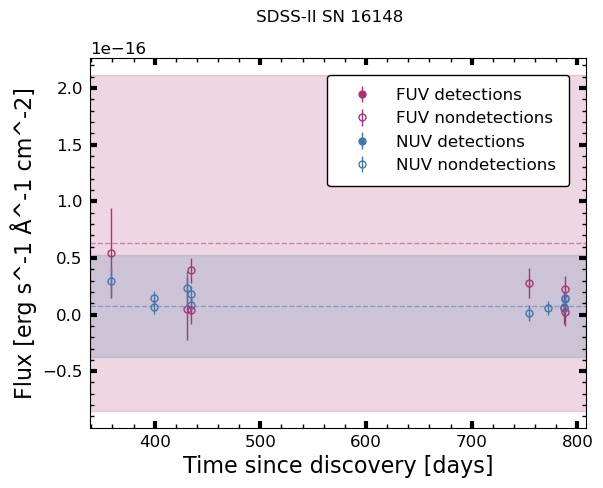 SDSS-II SN 16148
1e−16
FUV detections
FUV nondetections
NUV detections
NUV nondetections
2.0
1.5
1.0
0.5
0.0
−0.5
Flux [erg s^-1 Å^-1 cm^-2]
400 500 600 700 800
Time since discovery [days]